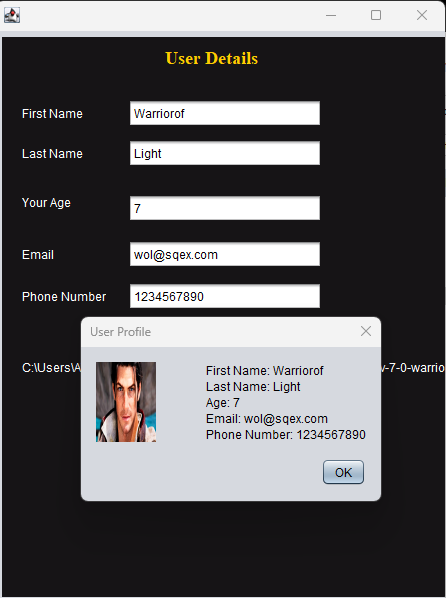 User Details
First Name Warriorof
Last Name Light
Your Age 7
Email wol@sqex.com
Phone Number 1234567890
User Profile
First Name: Warriorof
Last Name: Light
Age: 7
Email: wol@sqex.com
Phone Number: 1234567890
C:\Users\A -7-0-warrio
OK